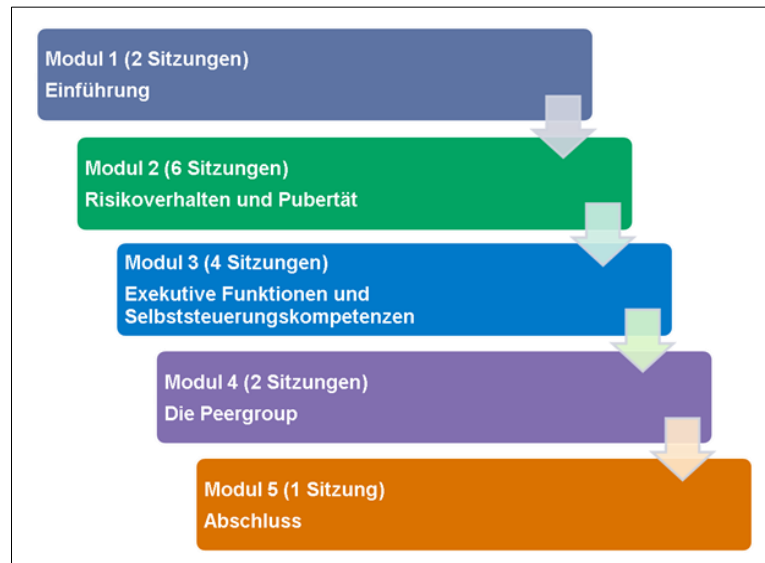 Modul 1 (2 Sitzungen)
Einführung
Modul 2 (6 Sitzungen)
Risikoverhalten und Pubertät
Modul 3 (4 Sitzungen)
Exekutive Funktionen und
Selbststeuerungskompetenzen
Modul 4 (2 Sitzungen)
Die Peergroup
Modul 5 (1 Sitzung)
Abschluss